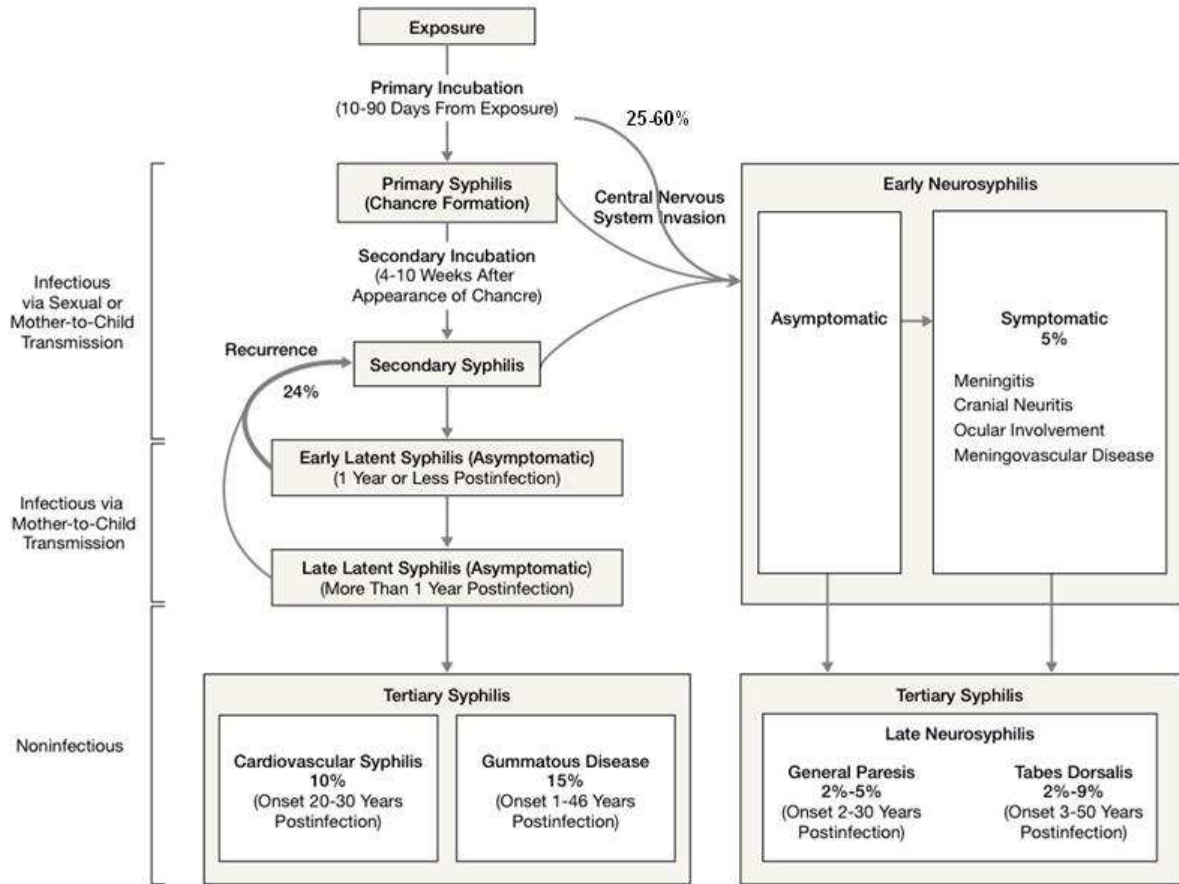 Exposure
Primary Incubation
(10-90 Days From Exposure)
25-60%
Primary Syphilis
(Chancre Formation)
Central Nervous
System Invasion
Secondary Incubation
(4-10 Weeks After
Appearance of Chancre)
Recurrence
24%
Secondary Syphilis
Early Latent Syphilis (Asymptomatic)
(1 Year or Less Postinfection)
Late Latent Syphilis (Asymptomatic)
(More Than 1 Year Postinfection)
Infectious
via Sexual or
Mother-to-Child
Transmission
Infectious via
Mother-to-Child
Transmission
Noninfectious
Early Neurosyphilis
Asymptomatic
Symptomatic
5%
Meningitis
Cranial Neuritis
Ocular Involvement
Meningovascular Disease
Tertiary Syphilis
Cardiovascular Syphilis
10%
(Onset 20-30 Years
Postinfection)
Gummatous Disease
15%
(Onset 1-46 Years
Postinfection)
Tertiary Syphilis
Late Neurosyphilis
General Paresis
2%-5%
(Onset 2-30 Years
Postinfection)
Tabes Dorsalis
2%-9%
(Onset 3-50 Years
Postinfection)